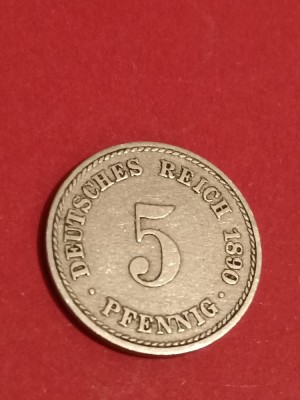 DEUTSCHES REICH 1890
5
· PFENNIG ·